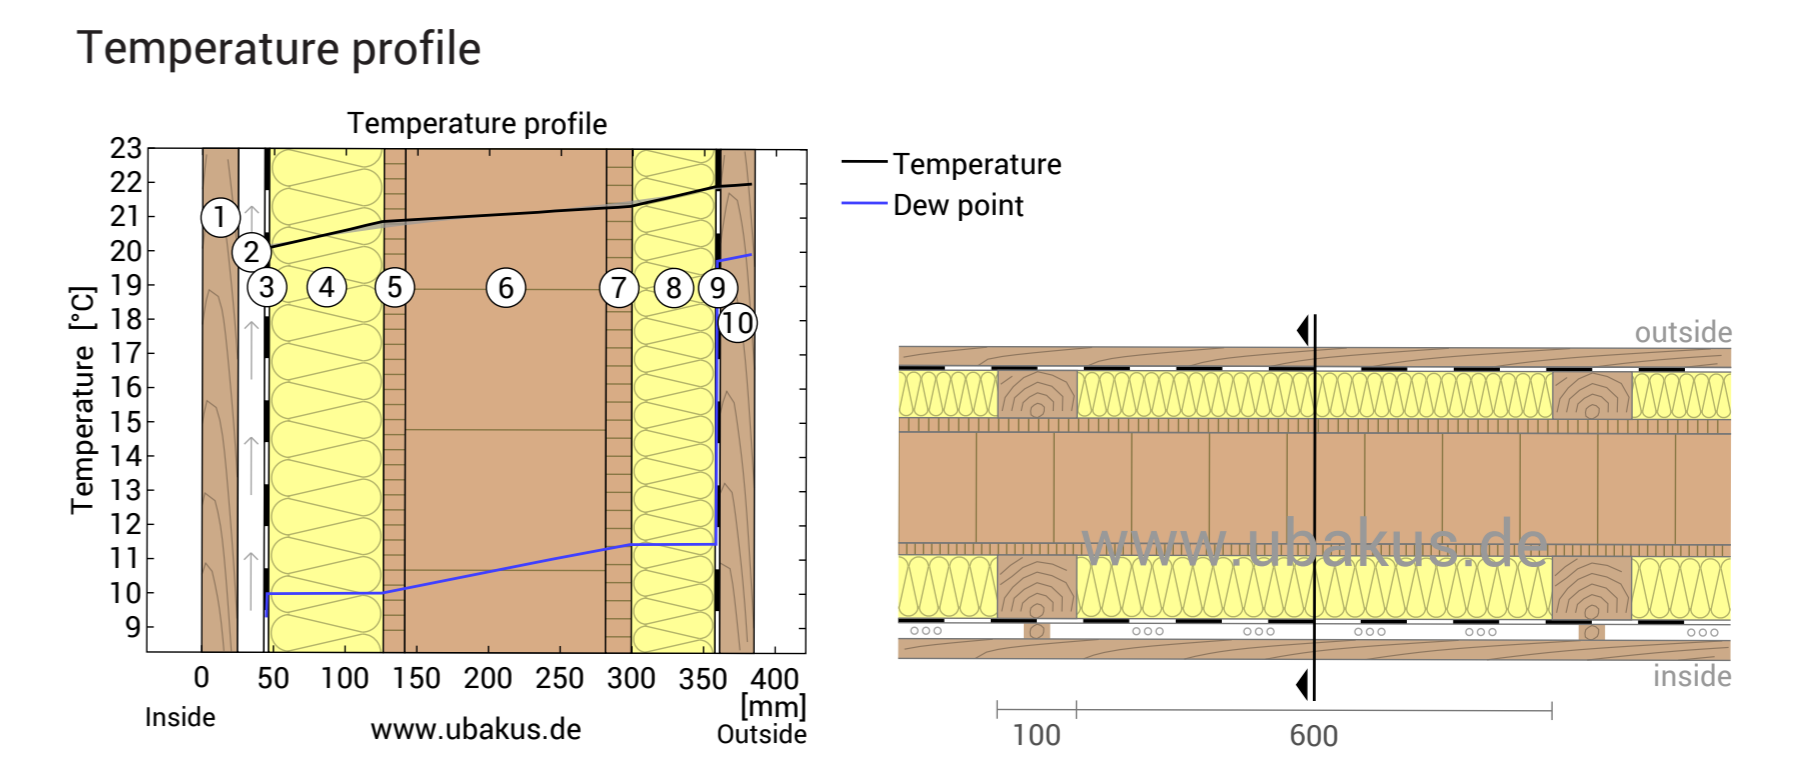 Temperature profile
Temperature profile
Temperature
Dew point
Temperature [°C]
23
22
21
20
19
18
17
16
15
14
13
12
11
10
9
1
2
3
4
5
6
7
8
9
10
0 50 100 150 200 250 300 350 400
[mm]
Inside
www.ubakus.de
Outside
outside
www.ubakus.de
inside
100
600